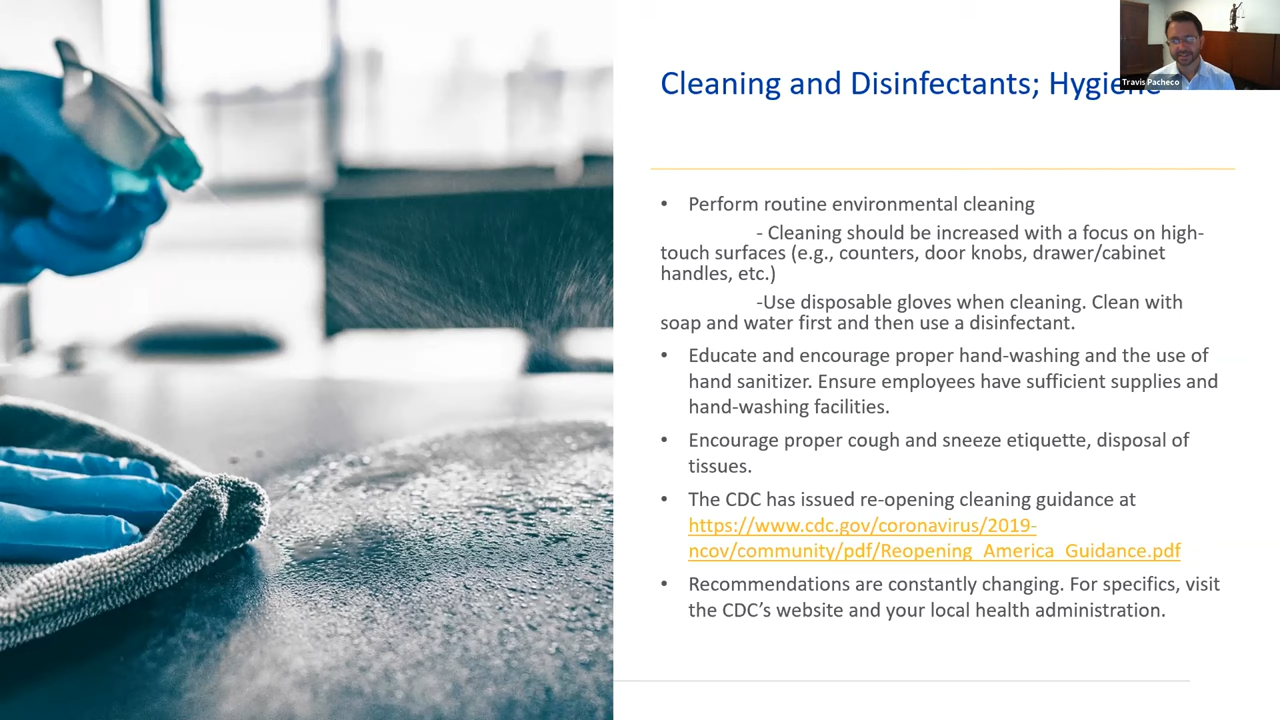 Cleaning and Disinfectants; Hygiene
Travis Pacheco
• Perform routine environmental cleaning
- Cleaning should be increased with a focus on high-
touch surfaces (e.g., counters, door knobs, drawer/cabinet
handles, etc.)
-Use disposable gloves when cleaning. Clean with
soap and water first and then use a disinfectant.
• Educate and encourage proper hand-washing and the use of
hand sanitizer. Ensure employees have sufficient supplies and
hand-washing facilities.
• Encourage proper cough and sneeze etiquette, disposal of
tissues.
• The CDC has issued re-opening cleaning guidance at
https://www.cdc.gov/coronavirus/2019-
ncov/community/pdf/Reopening_America_Guidance.pdf
• Recommendations are constantly changing. For specifics, visit
the CDC’s website and your local health administration.